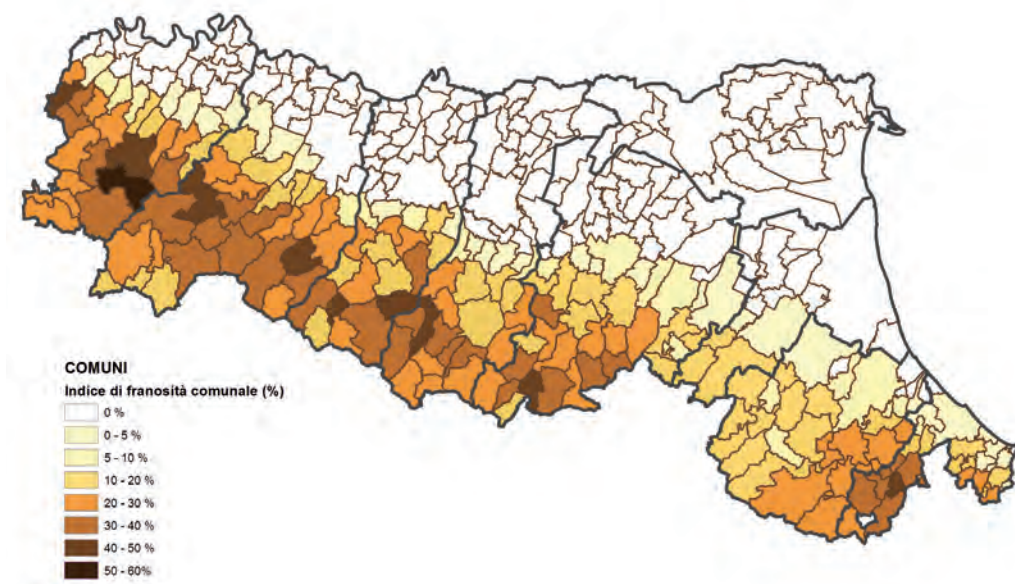 COMUNI
Indice di franosità comunale (%)
0 %
0 - 5 %
5 - 10 %
10 - 20 %
20 - 30 %
30 - 40 %
40 - 50 %
50 - 60%